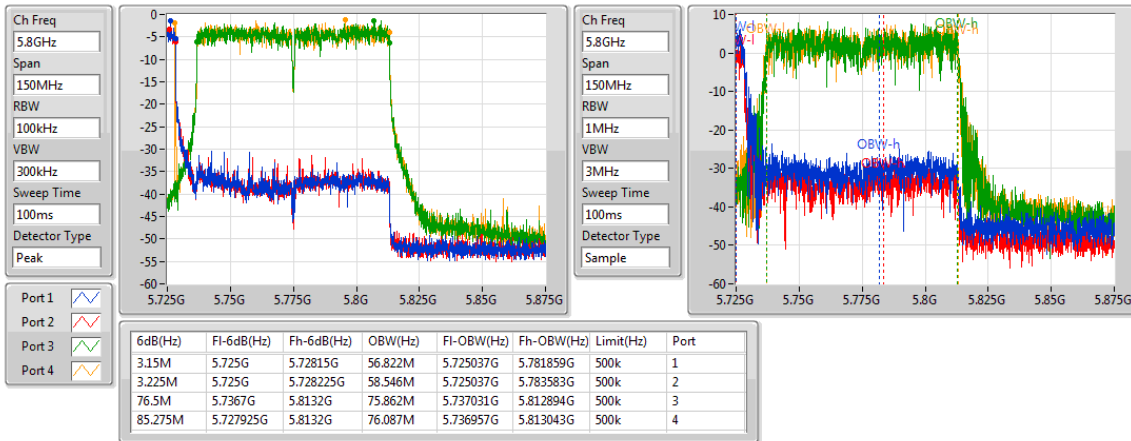 Ch Freq
5.8GHz
Span
150MHz
RBW
100kHz
VBW
300kHz
Sweep Time
100ms
Detector Type
Peak
0-
-5-
-10-
-15-
-20-
-25-
-30-
-35-
-40-
-45-
-50-
-55-
-60-
5.725G 5.75G 5.775G 5.8G 5.825G 5.85G 5.875G
Ch Freq
5.8GHz
Span
150MHz
RBW
1MHz
VBW
3MHz
Sweep Time
100ms
Detector Type
Sample
10-
0-
-10-
-20-
-30-
-40-
-50-
-60-
OBW-h
OBW-h
5.725G 5.75G 5.775G 5.8G 5.825G 5.85G 5.875G
Port 1
Port 2
Port 3
Port 4
6dB(Hz) Fl-6dB(Hz) Fh-6dB(Hz) OBW(Hz) Fl-OBW(Hz) Fh-OBW(Hz) Limit(Hz) Port
3.15M 5.725G 5.72815G 56.822M 5.725037G 5.781859G 500k 1
3.225M 5.725G 5.728225G 58.546M 5.725037G 5.783583G 500k 2
76.5M 5.7367G 5.8132G 75.862M 5.737031G 5.812894G 500k 3
85.275M 5.727925G 5.8132G 76.087M 5.736957G 5.813043G 500k 4